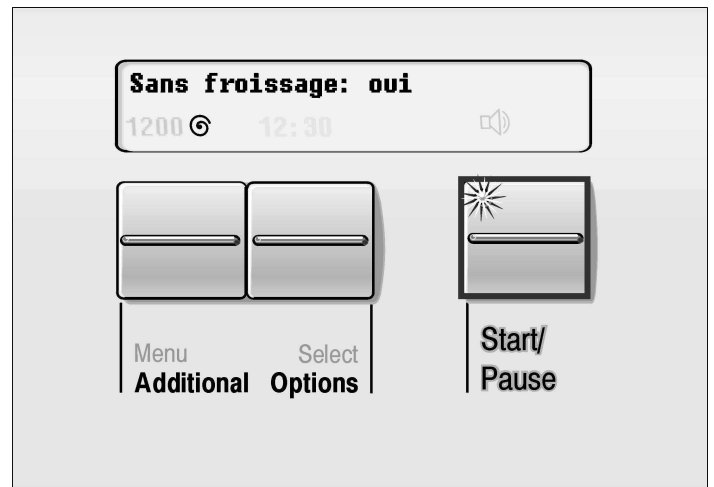 Sans froissage: oui
1200 12:30
Menu Select
Additional Options
Start/
Pause